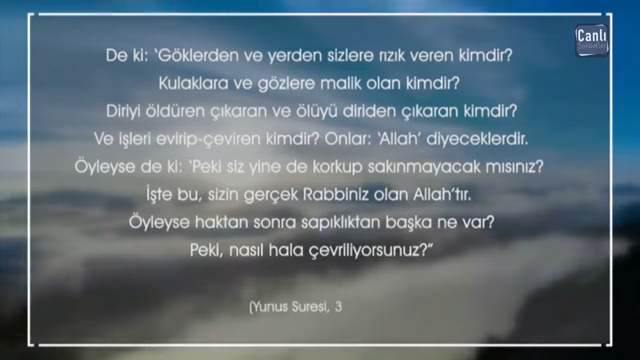 Canlı
Sohbetler
De ki: 'Göklerden ve yerden sizlere rızık veren kimdir?
Kulaklara ve gözlere malik olan kimdir?
Diriyi öldüren çıkaran ve ölüyü diriden çıkaran kimdir?
Ve işleri evirip-çeviren kimdir? Onlar: 'Allah' diyeceklerdir.
Öyleyse de ki: 'Peki siz yine de korkup sakınmayacak mısınız?
İşte bu, sizin gerçek Rabbiniz olan Allah'tır.
Öyleyse haktan sonra sapıklıktan başka ne var?
Peki, nasıl hala çevriliyorsunuz?"
(Yunus Suresi, 3